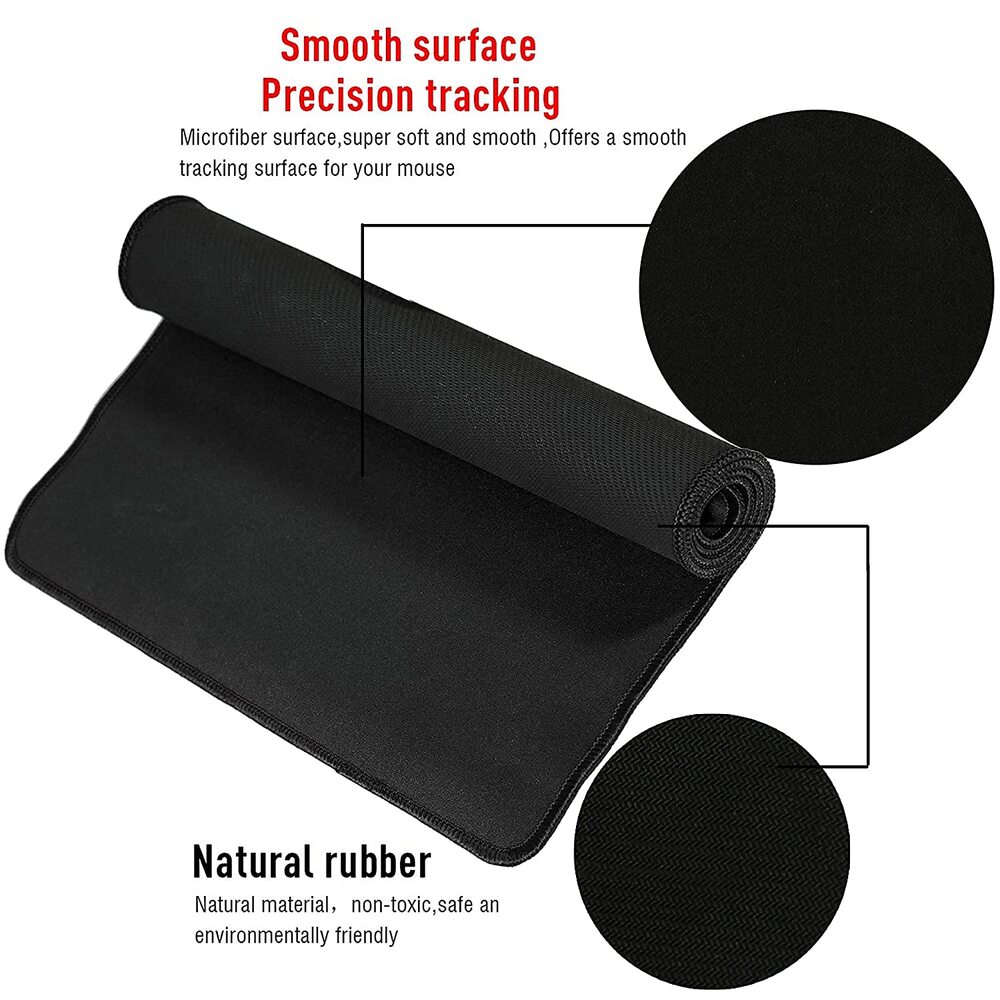 Smooth surface
Precision tracking
Microfiber surface,super soft and smooth ,Offers a smooth
tracking surface for your mouse
Natural rubber
Natural material，non-toxic,safe an
environmentally friendly